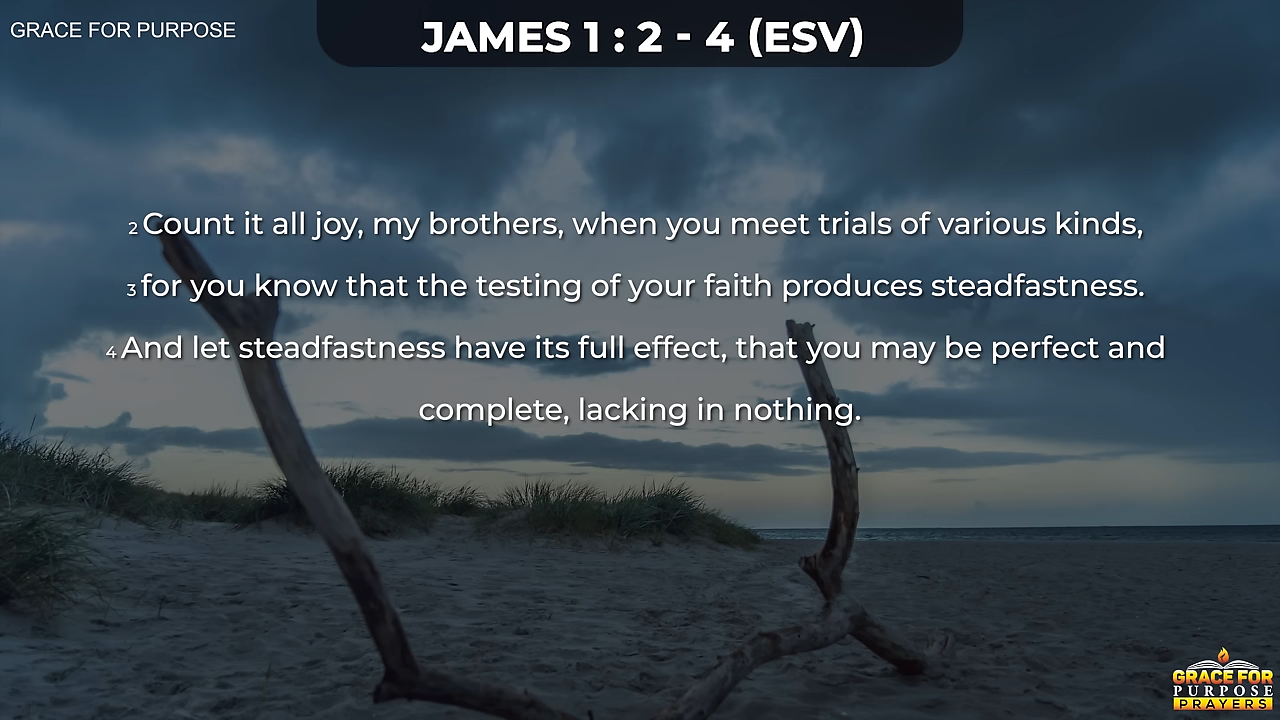 GRACE FOR PURPOSE
JAMES 1 : 2 - 4 (ESV)
2 Count it all joy, my brothers, when you meet trials of various kinds,
3 for you know that the testing of your faith produces steadfastness.
4 And let steadfastness have its full effect, that you may be perfect and
complete, lacking in nothing.
GRACE FOR
PURPOSE
PRAYERS